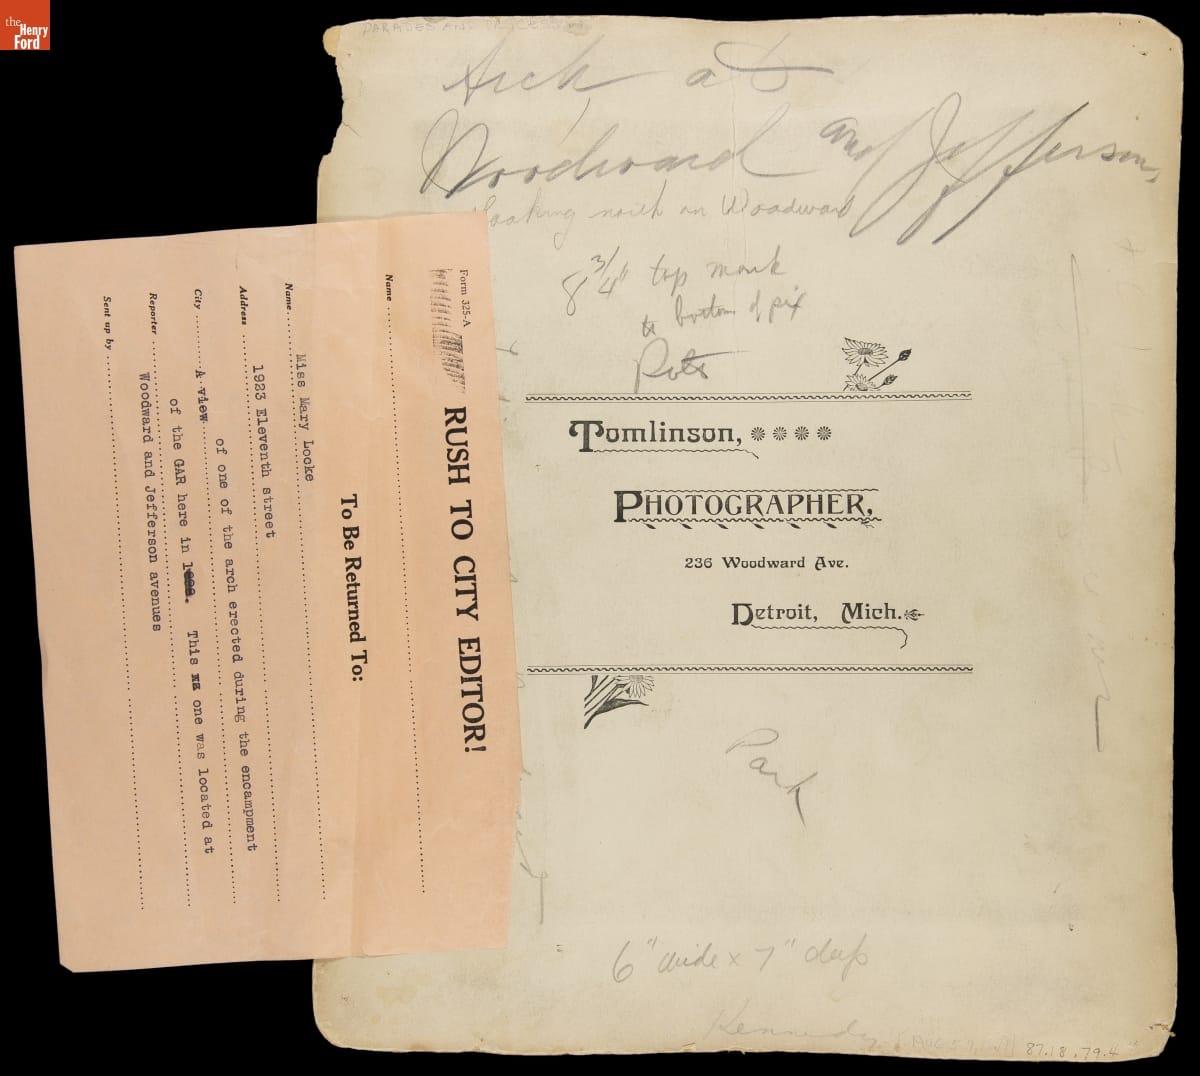 the
Henry
Ford
PARADES AND
Arch at
Woodward and Jefferson,
Looking north on Woodward
8 3/4" top mark
to bottom of pix
Tomlinson,
Photographer,
236 Woodward Ave.
Detroit, Mich.
Park
6" wide x 7" deep
Kennedy
87.18.79.4
Form 325-A
RUSH TO CITY EDITOR!
Name
To Be Returned To:
Name Miss Mary Locke
Address 1923 Eleventh street
City A view of one of the arch erected during the encampment
Reporter of the GAR here in This xx one was located at
Sent up by Woodward and Jefferson avenues